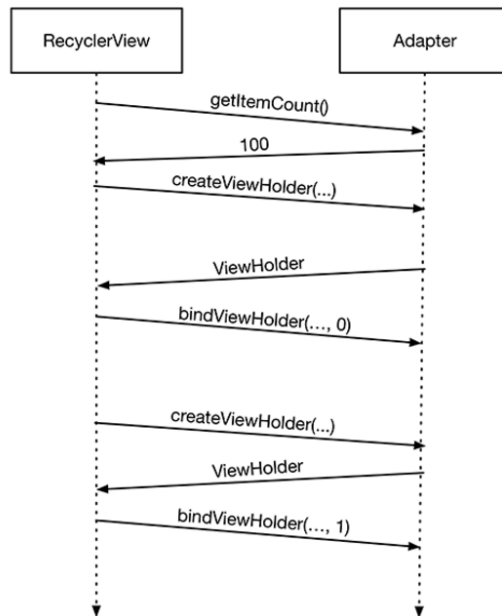 RecyclerView
Adapter
getItemCount()
100
createViewHolder(...)
ViewHolder
bindViewHolder(..., 0)
createViewHolder(...)
ViewHolder
bindViewHolder(..., 1)